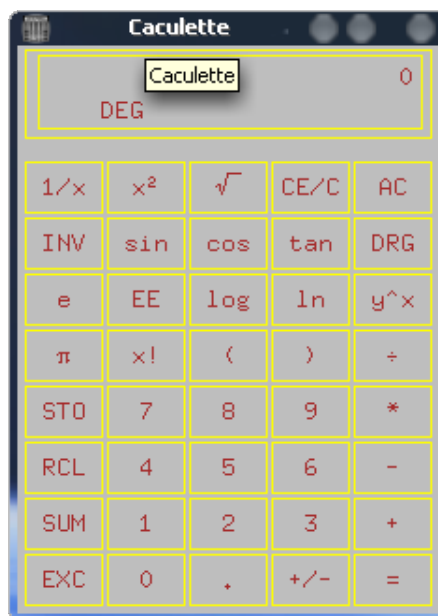 Caculette
Caculette
0
DEG
1/x x² √ CE/C AC
INV sin cos tan DRG
e EE log ln y^x
π x! ( ) ÷
STO 7 8 9 *
RCL 4 5 6 -
SUM 1 2 3 +
EXC 0 . +/- =